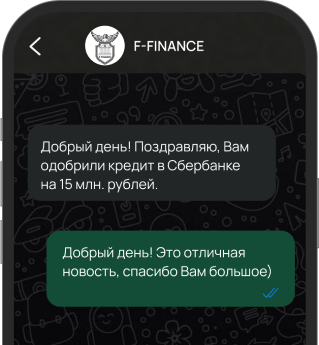 F-FINANCE
Добрый день! Поздравляю, Вам
одобрили кредит в Сбербанке
на 15 млн. рублей.
Добрый день! Это отличная
новость, спасибо Вам большое)